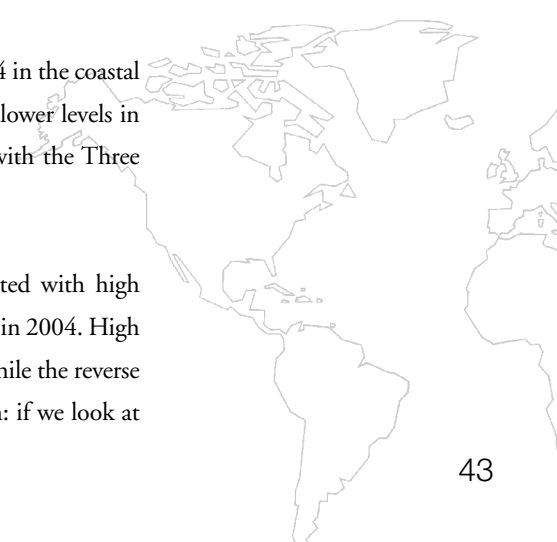 4 in the coastal
lower levels in
with the Three
ted with high
in 2004. High
hile the reverse
n: if we look at
43